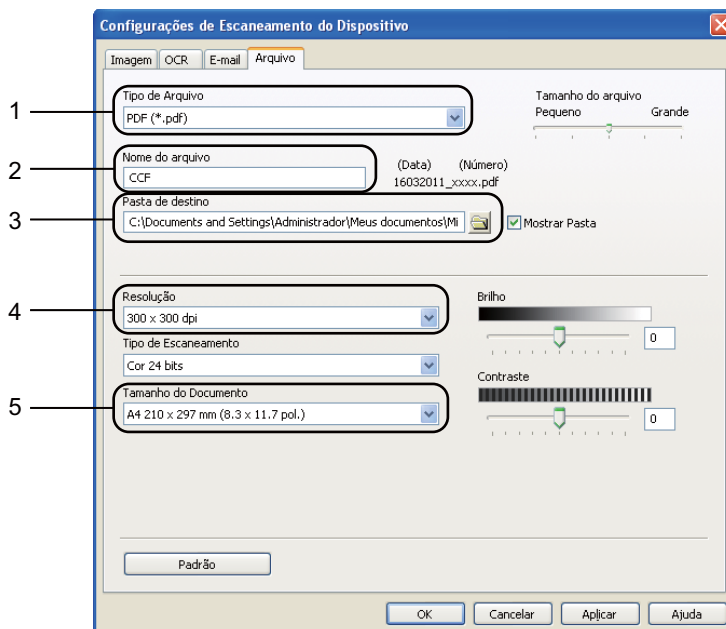 Configurações de Escaneamento do Dispositivo
Imagem OCR E-mail Arquivo
1
Tipo de Arquivo
PDF (*.pdf)
Tamanho do arquivo
Pequeno Grande
2
Nome do arquivo
CCF
(Data) (Número)
16032011_xxxx.pdf
3
Pasta de destino
C:\Documents and Settings\Administrador\Meus documentos\Mi
Mostrar Pasta
4
Resolução
300 x 300 dpi
Brilho
0
Tipo de Escaneamento
Cor 24 bits
Contraste
0
5
Tamanho do Documento
A4 210 x 297 mm (8.3 x 11.7 pol.)
Padrão
OK Cancelar Aplicar Ajuda